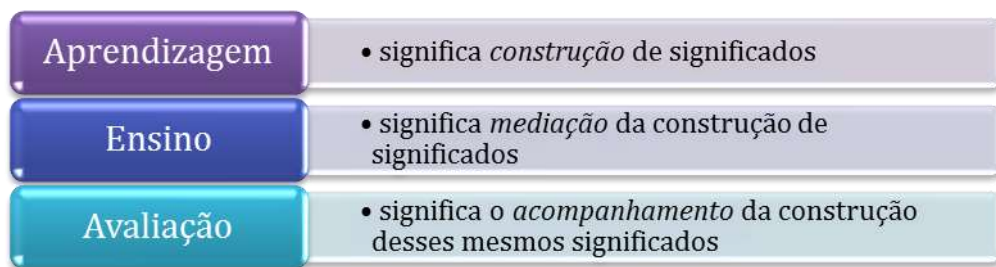 Aprendizagem
• significa construção de significados
Ensino
• significa mediação da construção de
significados
Avaliação
• significa o acompanhamento da construção
desses mesmos significados